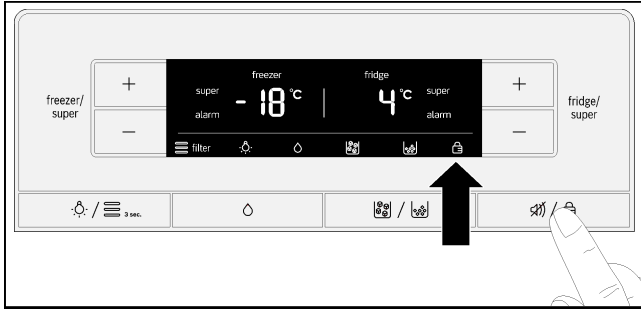 freezer/
super
+
−
freezer
super
alarm
-18 °C
fridge
4 °C
super
alarm
filter
+
−
fridge/
super
/ 3 sec.
/
/